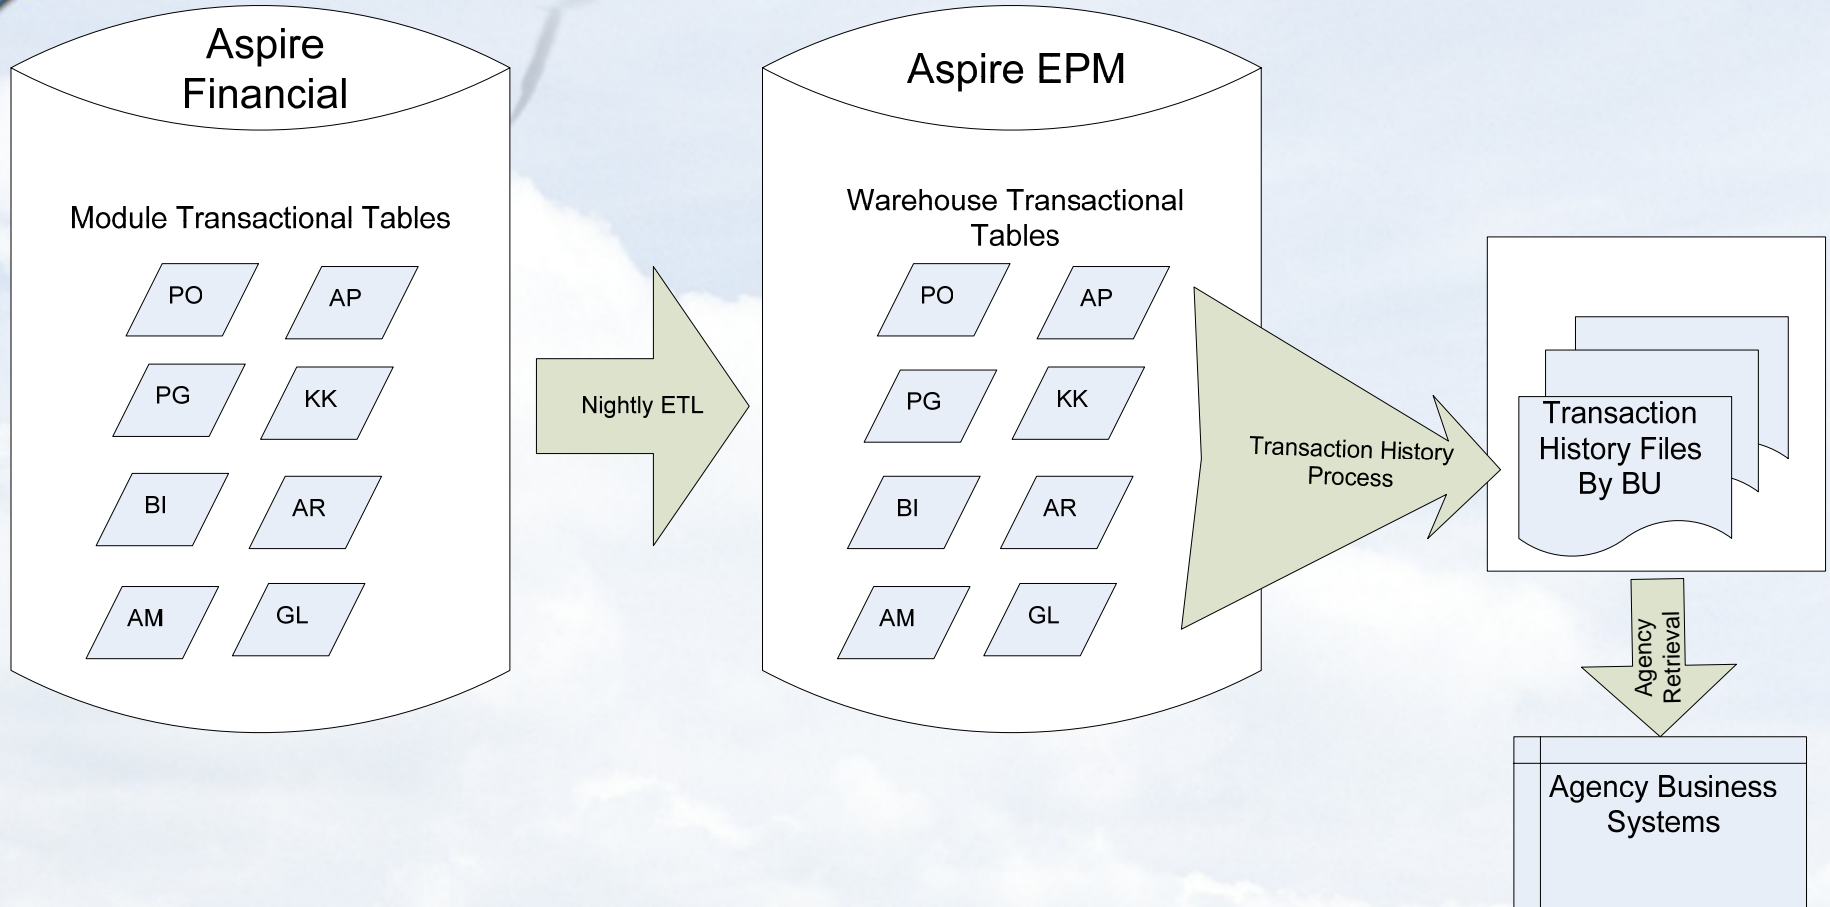 Aspire
Financial
Module Transactional Tables
PO
AP
PG
KK
BI
AR
AM
GL
Nightly ETL
Aspire EPM
Warehouse Transactional
Tables
PO
AP
PG
KK
BI
AR
AM
GL
Transaction History
Process
Transaction
History Files
By BU
Agency
Retrieval
Agency Business
Systems